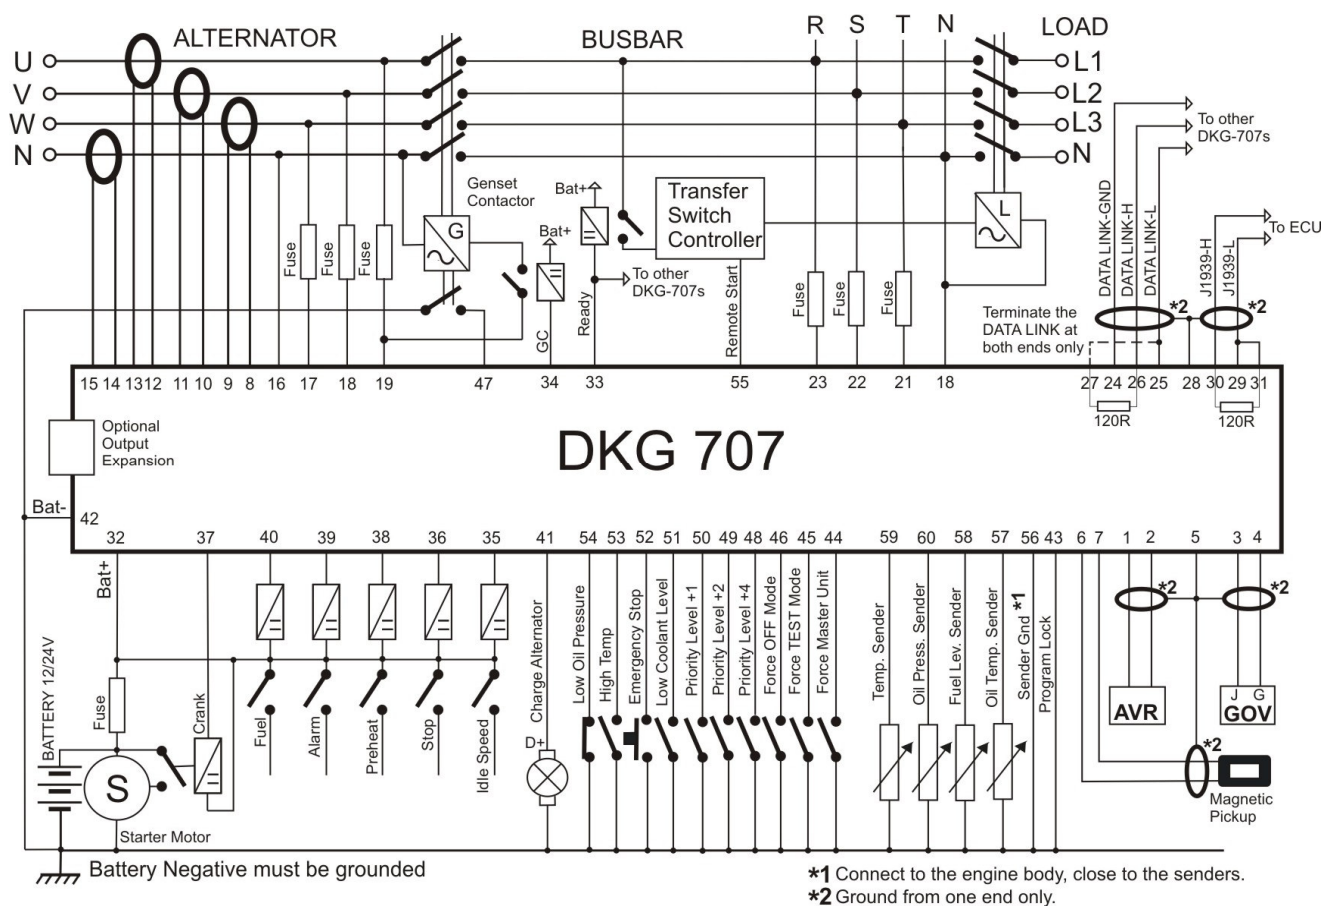 ALTERNATOR
BUSBAR
R S T N
LOAD
U
V
W
N
L1
L2
L3
N
To other
DKG-707s
Genset
Contactor
G
Bat+
Bat+
Transfer
Switch
Controller
L
DATA LINK-GND
DATA LINK-H
DATA LINK-L
J1939-H
J1939-L
To ECU
Fuse
Fuse
Fuse
GC
Ready
To other
DKG-707s
Remote Start
Fuse
Fuse
Fuse
Terminate the
DATA LINK at
both ends only
*2
*2
15 14 13 12 11 10 9 8 16 17 18 19 47 34 33 55 23 22 21 18 27 24 26 25 28 30 29 31
120R
120R
Optional
Output
Expansion
DKG 707
Bat-
42
32 37 40 39 38 36 35 41 54 53 52 51 50 49 48 46 45 44 59 60 58 57 56 43 6 7 1 2 5 3 4
Bat+
BATTERY 12/24V
Fuse
Crank
Fuel
Alarm
Preheat
Stop
Idle Speed
Charge Alternator
D+
Low Oil Pressure
High Temp
Emergency Stop
Low Coolant Level
Priority Level +1
Priority Level +2
Priority Level +4
Force OFF Mode
Force TEST Mode
Force Master Unit
Temp. Sender
Oil Press. Sender
Fuel Lev. Sender
Oil Temp. Sender
Sender Gnd *1
Program Lock
*2
*2
AVR
J G
GOV
*2
Magnetic
Pickup
S
Starter Motor
Battery Negative must be grounded
*1 Connect to the engine body, close to the senders.
*2 Ground from one end only.